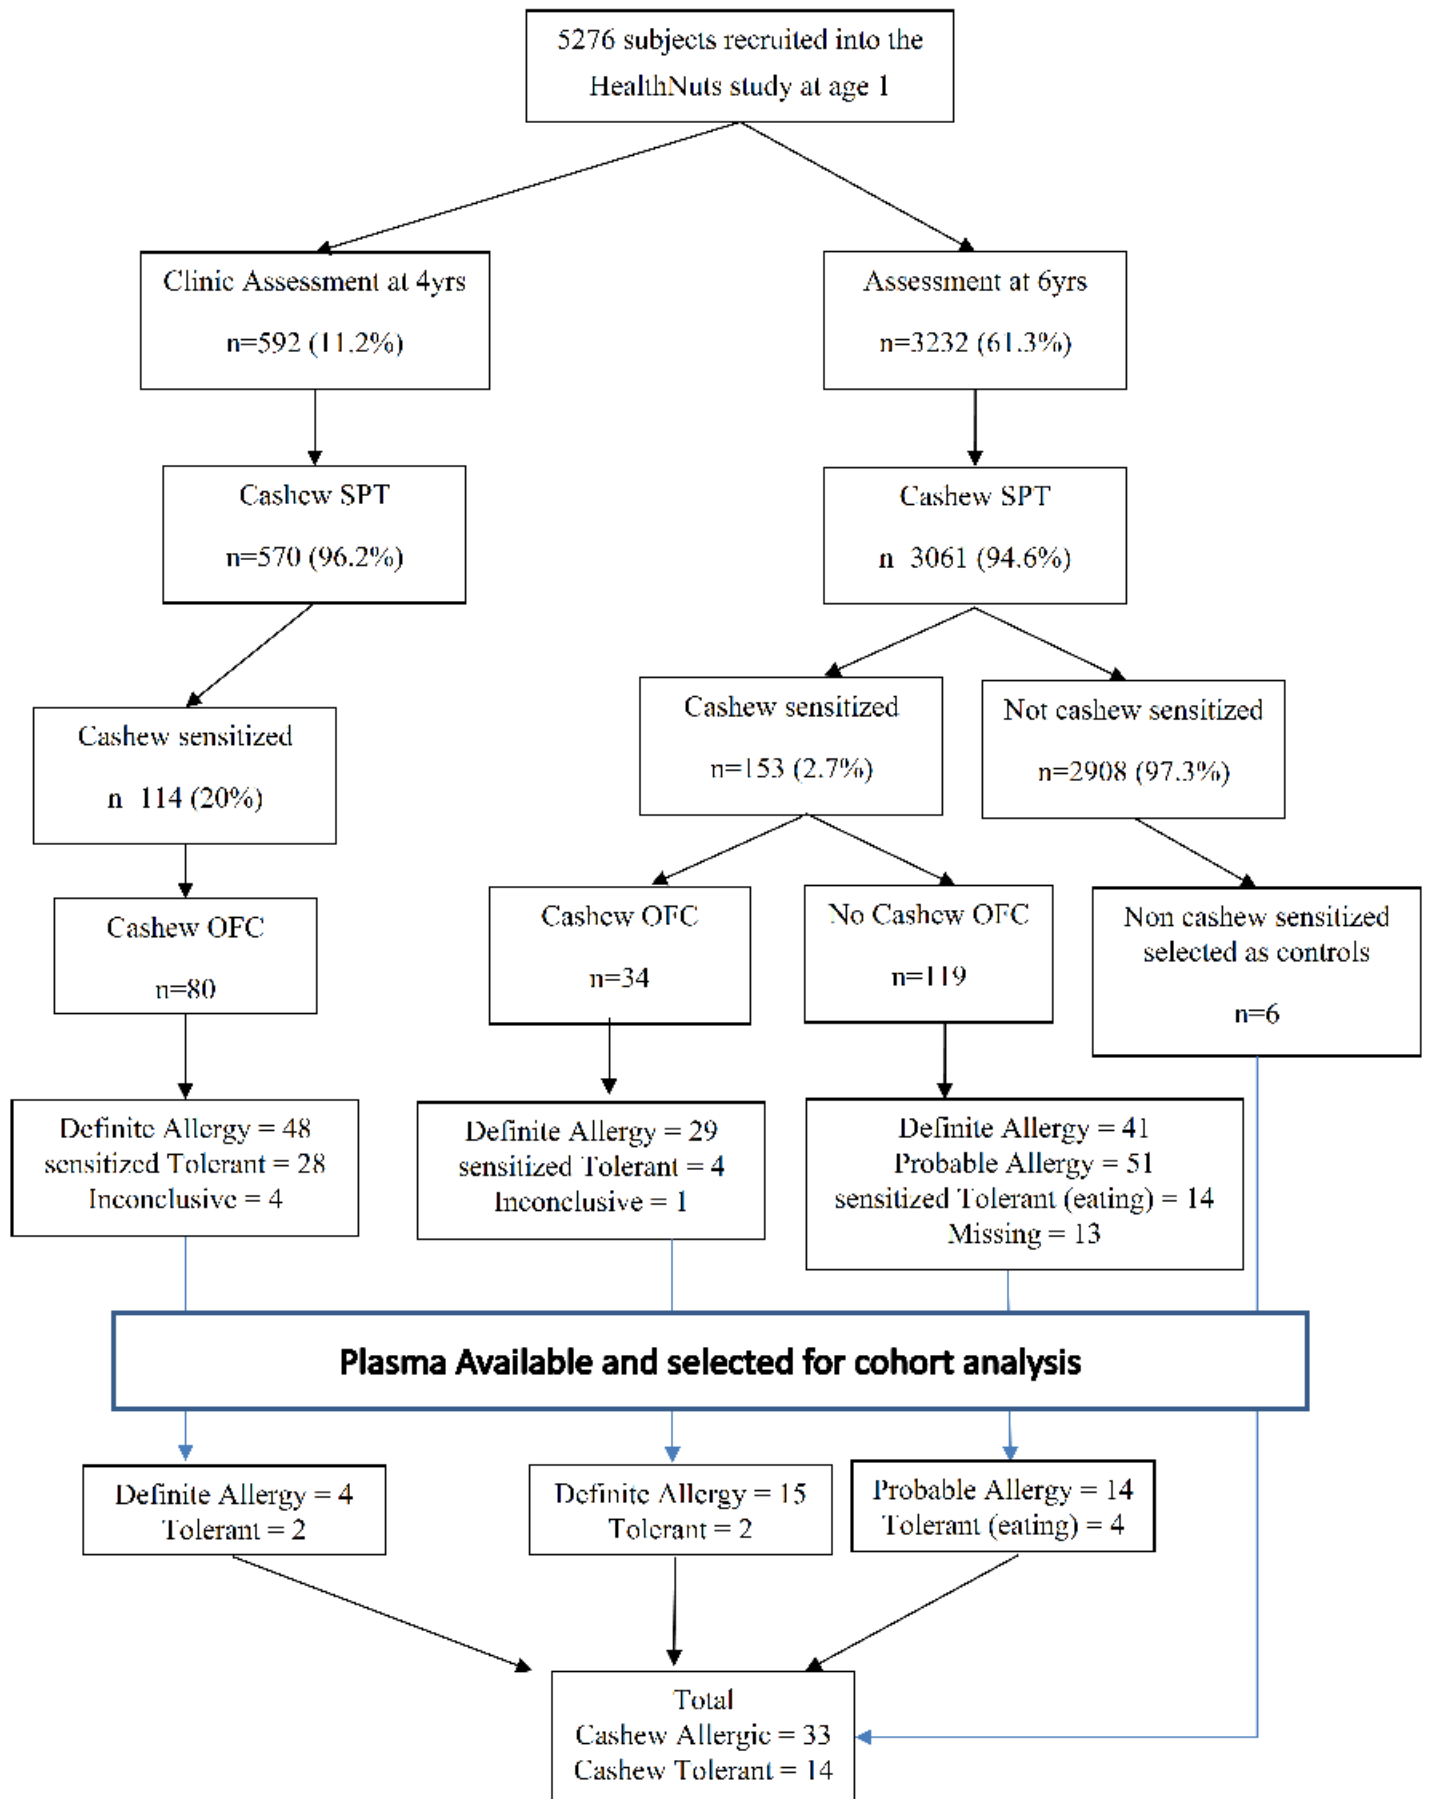 5276 subjects recruited into the
HealthNuts study at age 1
Clinic Assessment at 4yrs
n=592 (11.2%)
Assessment at 6yrs
n=3232 (61.3%)
Cashew SPT
n=570 (96.2%)
Cashew SPT
n 3061 (94.6%)
Cashew sensitized
n 114 (20%)
Cashew sensitized
n=153 (2.7%)
Not cashew sensitized
n=2908 (97.3%)
Cashew OFC
n=80
Cashew OFC
n=34
No Cashew OFC
n=119
Non cashew sensitized
selected as controls
n=6
Definite Allergy = 48
sensitized Tolerant = 28
Inconclusive = 4
Definite Allergy = 29
sensitized Tolerant = 4
Inconclusive = 1
Definite Allergy = 41
Probable Allergy = 51
sensitized Tolerant (eating) = 14
Missing = 13
Plasma Available and selected for cohort analysis
Definite Allergy = 4
Tolerant = 2
Definite Allergy = 15
Tolerant = 2
Probable Allergy = 14
Tolerant (eating) = 4
Total
Cashew Allergic = 33
Cashew Tolerant = 14